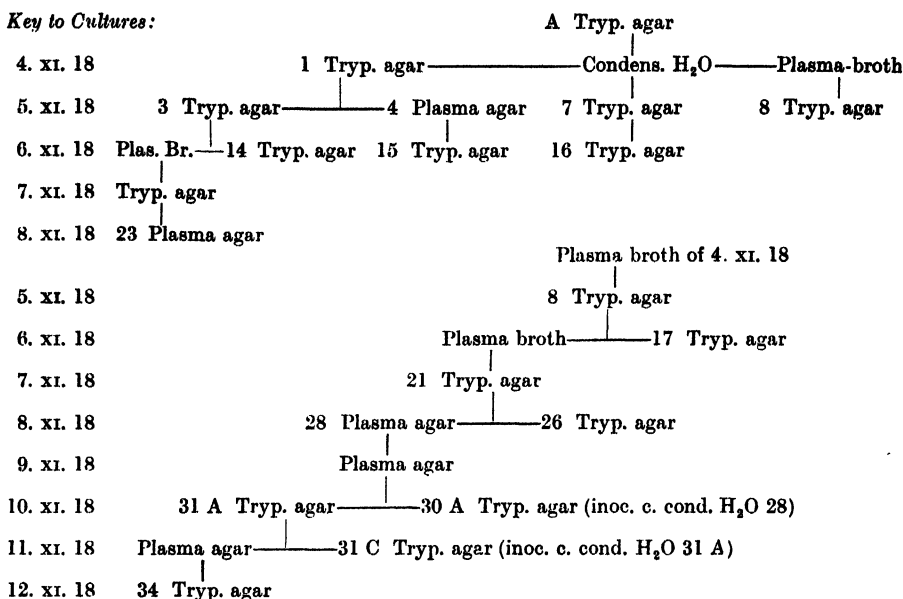 Key to Cultures:
A Tryp. agar
4. XI. 18 1 Tryp. agar Condens. H₂O Plasma-broth
5. XI. 18 3 Tryp. agar 4 Plasma agar 7 Tryp. agar 8 Tryp. agar
6. XI. 18 Plas. Br. 14 Tryp. agar 15 Tryp. agar 16 Tryp. agar
7. XI. 18 Tryp. agar
8. XI. 18 23 Plasma agar
Plasma broth of 4. XI. 18
5. XI. 18 8 Tryp. agar
6. XI. 18 Plasma broth 17 Tryp. agar
7. XI. 18 21 Tryp. agar
8. XI. 18 28 Plasma agar 26 Tryp. agar
9. XI. 18 Plasma agar
10. XI. 18 31 A Tryp. agar 30 A Tryp. agar (inoc. c. cond. H₂O 28)
11. XI. 18 Plasma agar 31 C Tryp. agar (inoc. c. cond. H₂O 31 A)
12. XI. 18 34 Tryp. agar